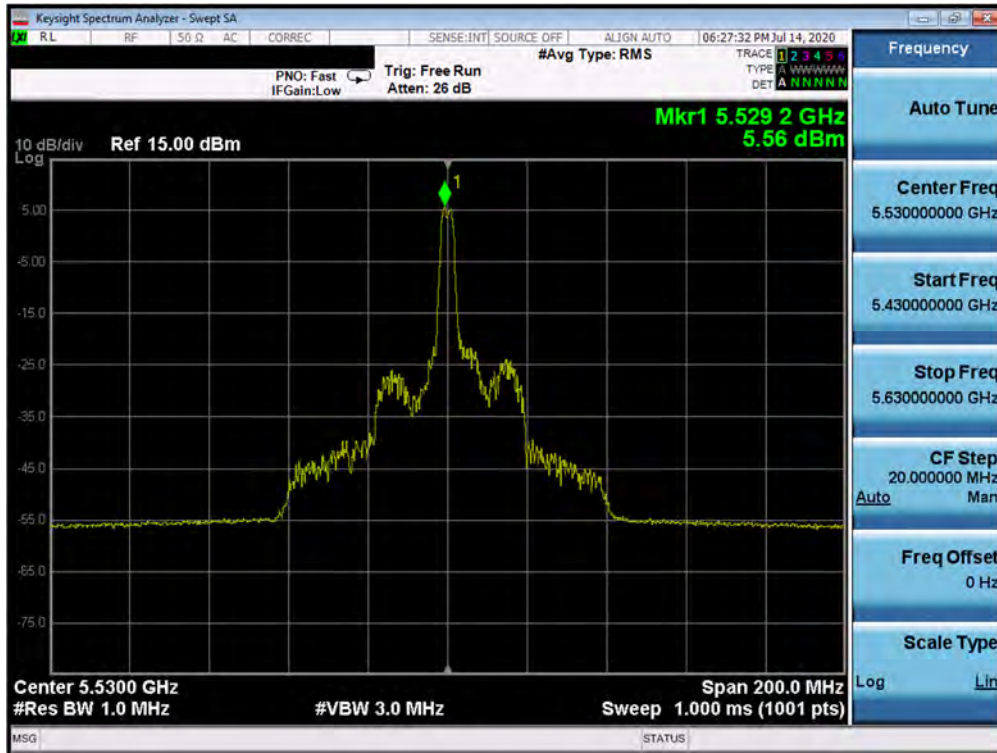 Keysight Spectrum Analyzer - Swept SA
LXI RL RF 50 Ω AC CORREC SENSE:INT SOURCE OFF ALIGN AUTO 06:27:32 PM Jul 14, 2020
#Avg Type: RMS TRACE 1 2 3 4 5 6
PNO: Fast Trig: Free Run TYPE A WWWWW
IFGain:Low Atten: 26 dB DET A N N N N N
Mkr1 5.529 2 GHz
5.56 dBm
10 dB/div Ref 15.00 dBm
Log
1
5.00
-5.00
-15.0
-25.0
-35.0
-45.0
-55.0
-65.0
-75.0
Center 5.5300 GHz Span 200.0 MHz
#Res BW 1.0 MHz #VBW 3.0 MHz Sweep 1.000 ms (1001 pts)
MSG STATUS
Frequency
Auto Tune
Center Freq
5.530000000 GHz
Start Freq
5.430000000 GHz
Stop Freq
5.630000000 GHz
CF Step
20.000000 MHz
Auto Man
Freq Offset
0 Hz
Scale Type
Log Lin